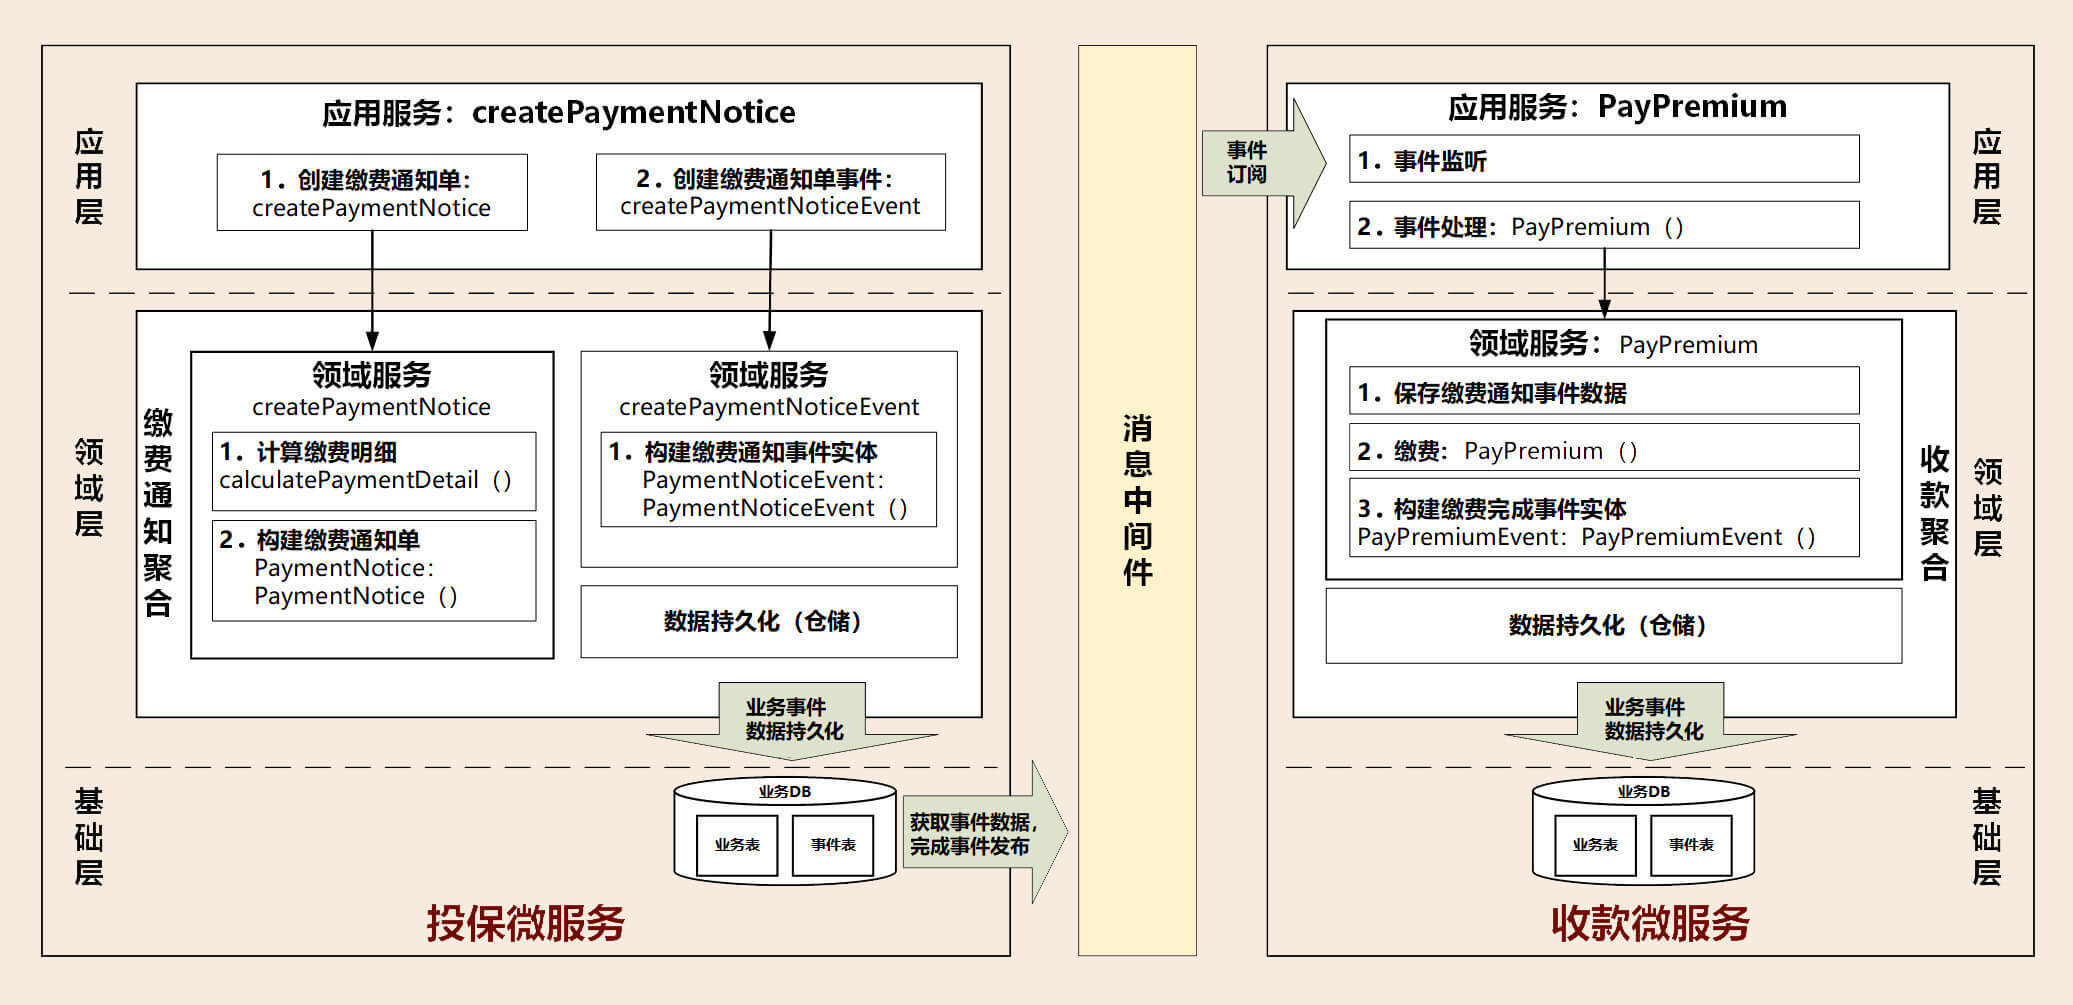 应用层
应用服务：createPaymentNotice
1. 创建缴费通知单：
createPaymentNotice
2. 创建缴费通知单事件：
createPaymentNoticeEvent
领域层
缴费通知聚合
领域服务
createPaymentNotice
1. 计算缴费明细
calculatePaymentDetail（）
2. 构建缴费通知单
PaymentNotice：
PaymentNotice（）
领域服务
createPaymentNoticeEvent
1. 构建缴费通知事件实体
PaymentNoticeEvent：
PaymentNoticeEvent（）
数据持久化（仓储）
业务事件
数据持久化
基础层
业务DB
业务表
事件表
获取事件数据，
完成事件发布
投保微服务
消息中间件
事件
订阅
应用服务：PayPremium
1. 事件监听
2. 事件处理：PayPremium（）
应用层
领域服务：PayPremium
1. 保存缴费通知事件数据
2. 缴费：PayPremium（）
3. 构建缴费完成事件实体
PayPremiumEvent：PayPremiumEvent（）
数据持久化（仓储）
收款聚合
领域层
业务事件
数据持久化
业务DB
业务表
事件表
基础层
收款微服务